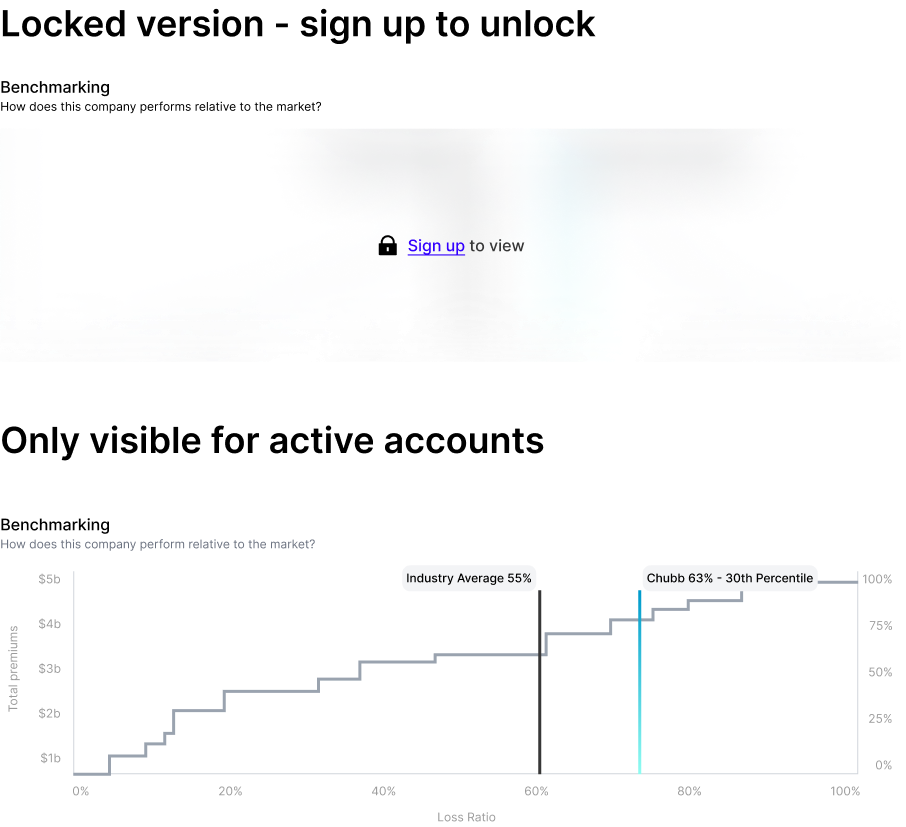 Locked version - sign up to unlock
Benchmarking
How does this company performs relative to the market?
Sign up to view
Only visible for active accounts
Benchmarking
How does this company perform relative to the market?
Industry Average 55%
Chubb 63% - 30th Percentile
Total premiums
$5b
$4b
$3b
$2b
$1b
100%
75%
50%
25%
0%
0%
20%
40%
60%
80%
100%
Loss Ratio